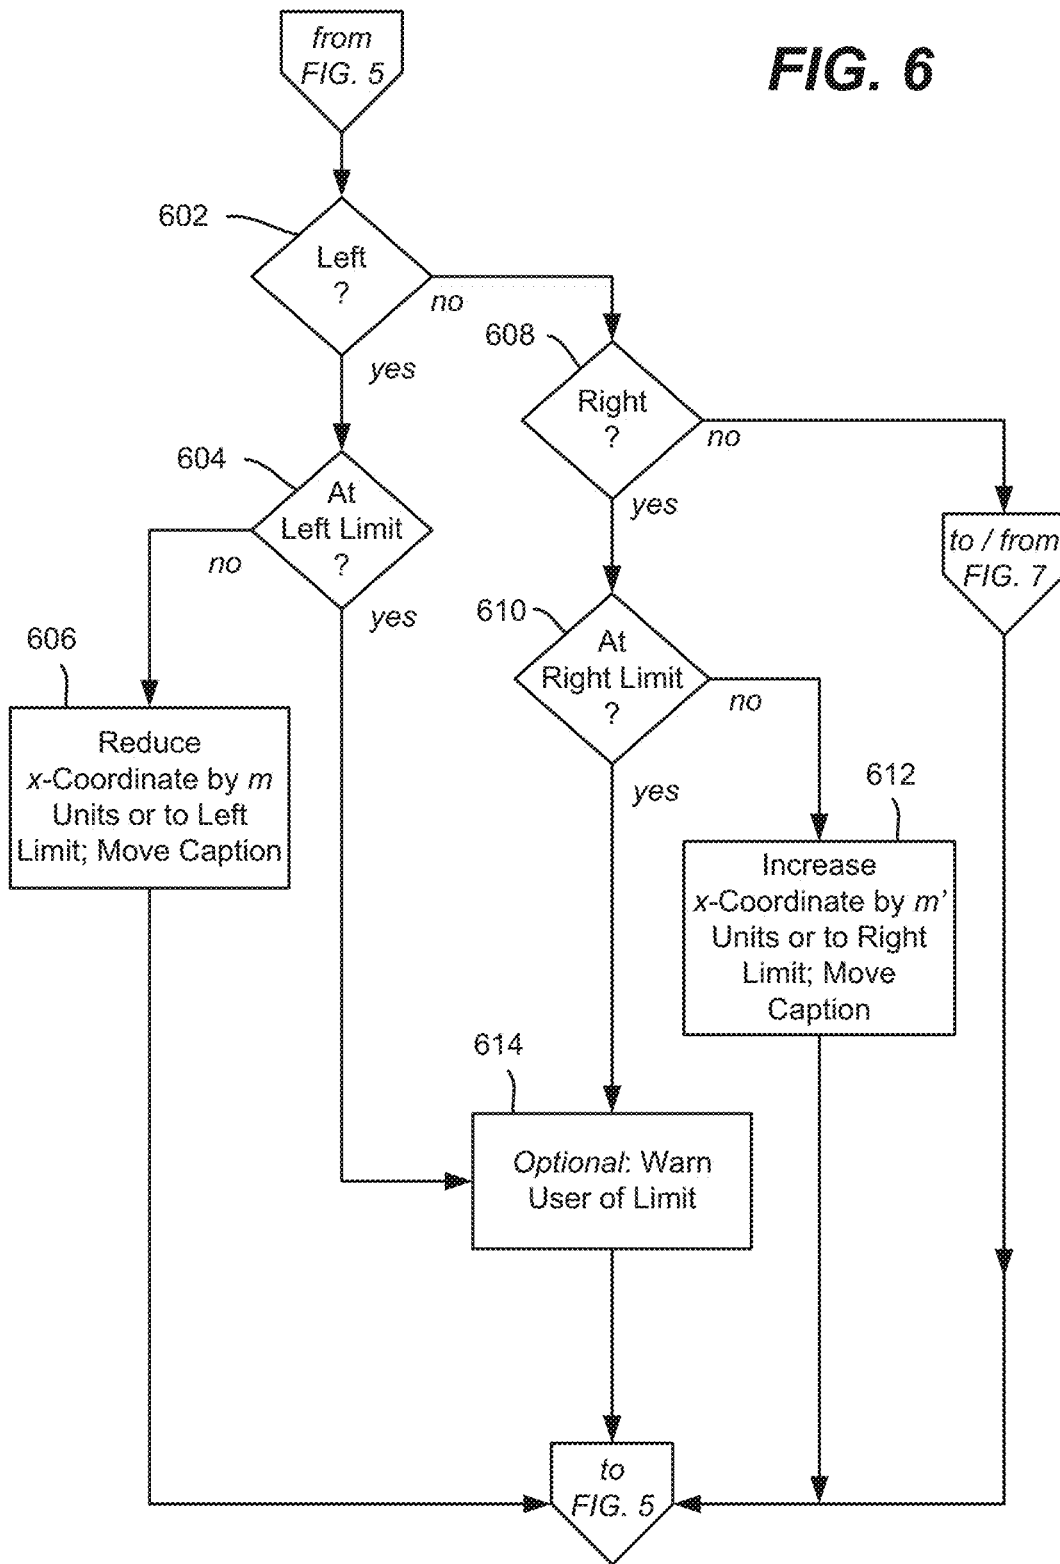 from
FIG. 5
FIG. 6
602
Left
?
no
yes
608
Right
?
no
yes
604
At
Left Limit
?
no
yes
to / from
FIG. 7
610
At
Right Limit
?
no
yes
606
Reduce
x-Coordinate by m
Units or to Left
Limit; Move Caption
612
Increase
x-Coordinate by m’
Units or to Right
Limit; Move
Caption
614
Optional: Warn
User of Limit
to
FIG. 5